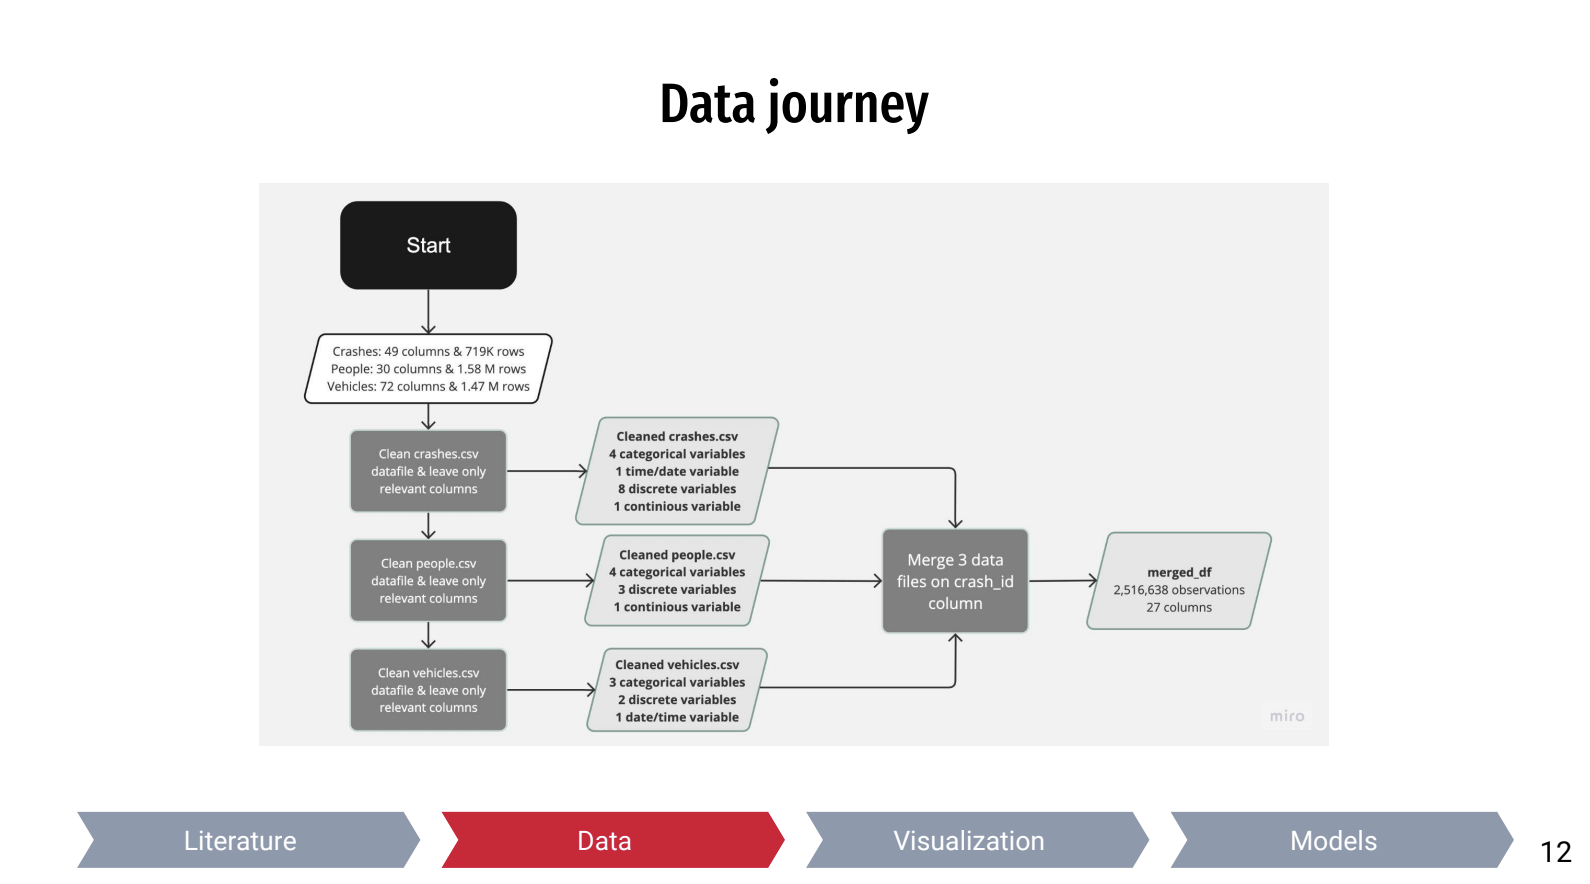 Data journey
Start
Crashes: 49 columns & 719K rows
People: 30 columns & 1.58 M rows
Vehicles: 72 columns & 1.47 M rows
Clean crashes.csv
datafile & leave only
relevant columns
Cleaned crashes.csv
4 categorical variables
1 time/date variable
8 discrete variables
1 continious variable
Clean people.csv
datafile & leave only
relevant columns
Cleaned people.csv
4 categorical variables
3 discrete variables
1 continious variable
Clean vehicles.csv
datafile & leave only
relevant columns
Cleaned vehicles.csv
3 categorical variables
2 discrete variables
1 date/time variable
Merge 3 data
files on crash_id
column
merged_df
2,516,638 observations
27 columns
miro
Literature
Data
Visualization
Models
12